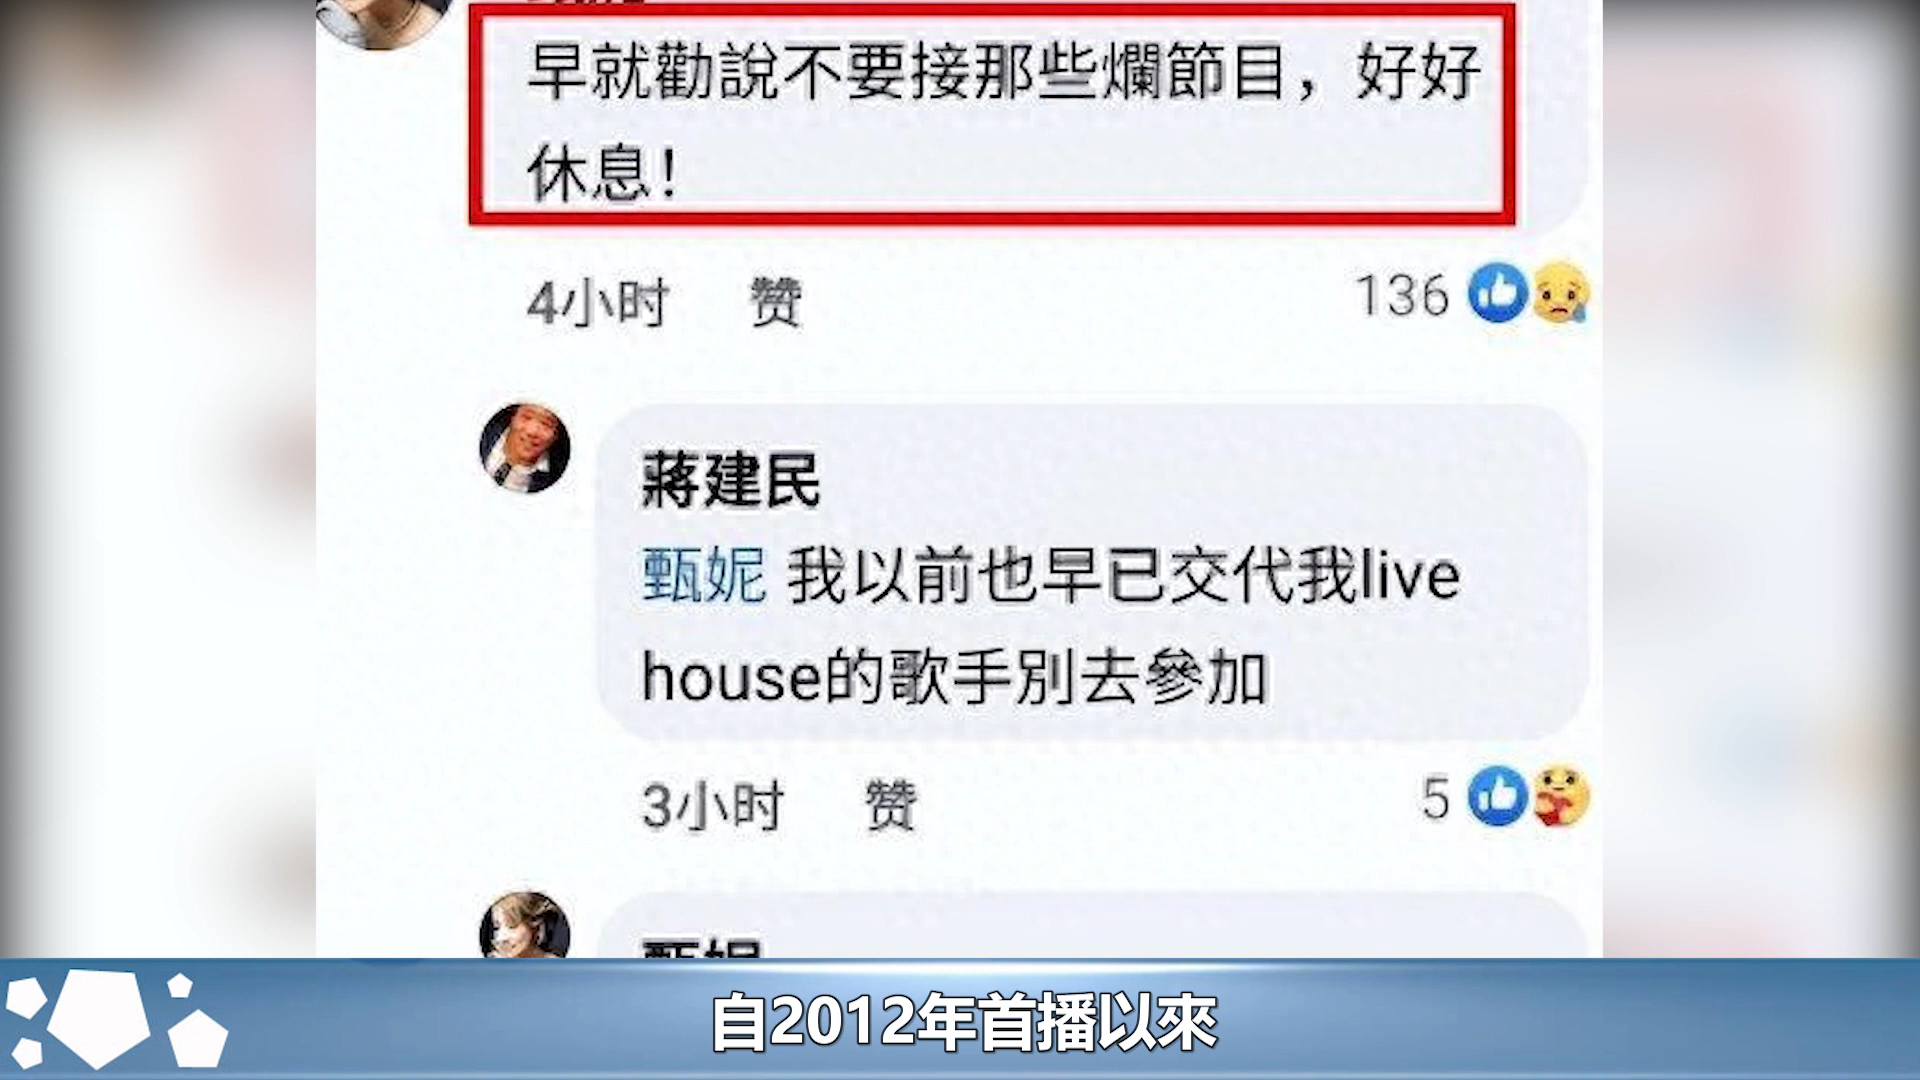 早就勸說不要接那些爛節目，好好
休息！
4小时 赞
136
蔣建民
甄妮 我以前也早已交代我live
house的歌手別去參加
3小时 赞
5
甄妮
自2012年首播以來